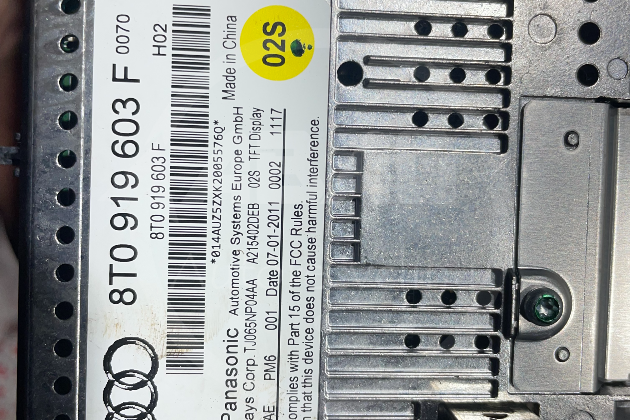 8T0 919 603 F 0070
8T0 919 603 F H02
*014AUZ5ZXK2005576Q*
Panasonic Automotive Systems Europe GmbH Made in China
ays Corp. TJ065NP04AA A215402DEB 02S TFT Display
AE PM6 001 Date 07-01-2011 0002 1117
omplies with Part 15 of the FCC Rules.
n that this device does not cause harmful interference.
02S